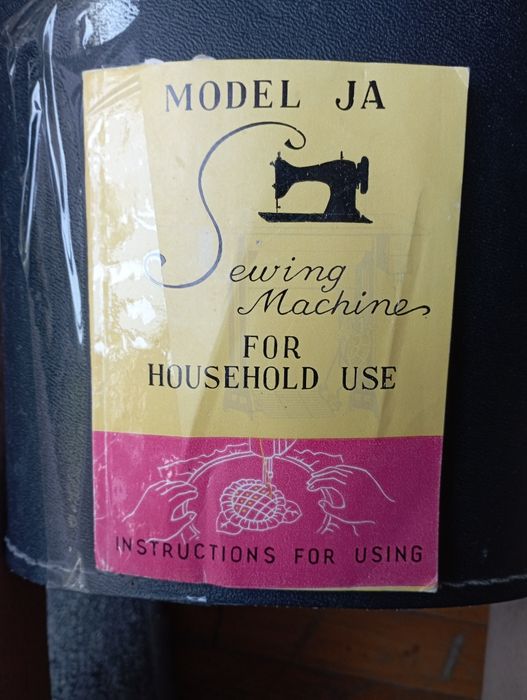 MODEL JA
Sewing
Machine
FOR
HOUSEHOLD USE
INSTRUCTIONS FOR USING